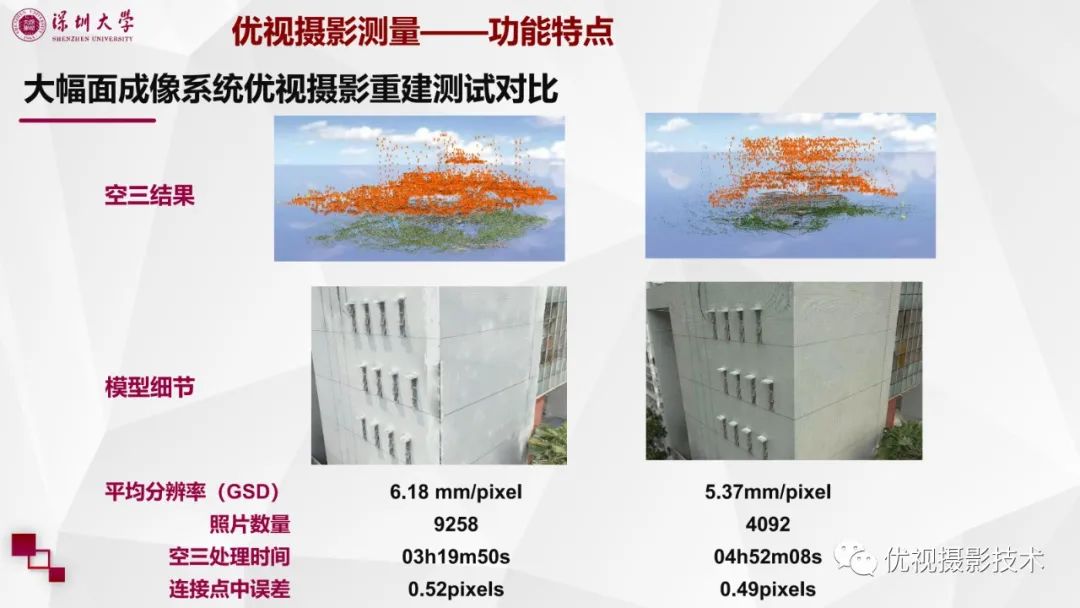 深圳大学
SHENZHEN UNIVERSITY
优视摄影测量——功能特点
大幅面成像系统优视摄影重建测试对比
空三结果
模型细节
平均分辨率（GSD） 6.18 mm/pixel 5.37mm/pixel
照片数量 9258 4092
空三处理时间 03h19m50s 04h52m08s
连接点中误差 0.52pixels 0.49pixels
优视摄影技术